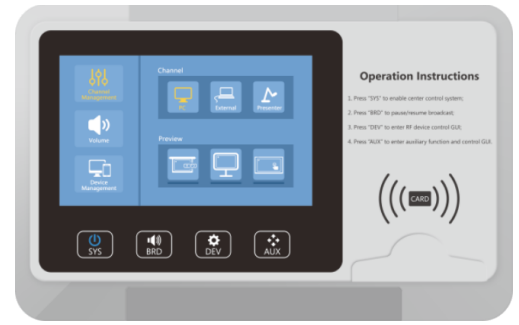 Channel
Management
Volume
Device
Management
Channel
PC
External
Presenter
Preview
SYS
BRD
DEV
AUX
Operation Instructions
1. Press "SYS" to enable center control system;
2. Press "BRD" to pause/resume broadcast;
3. Press "DEV" to enter RF device control GUI;
4. Press "AUX" to enter auxiliary function and control GUI;
CARD